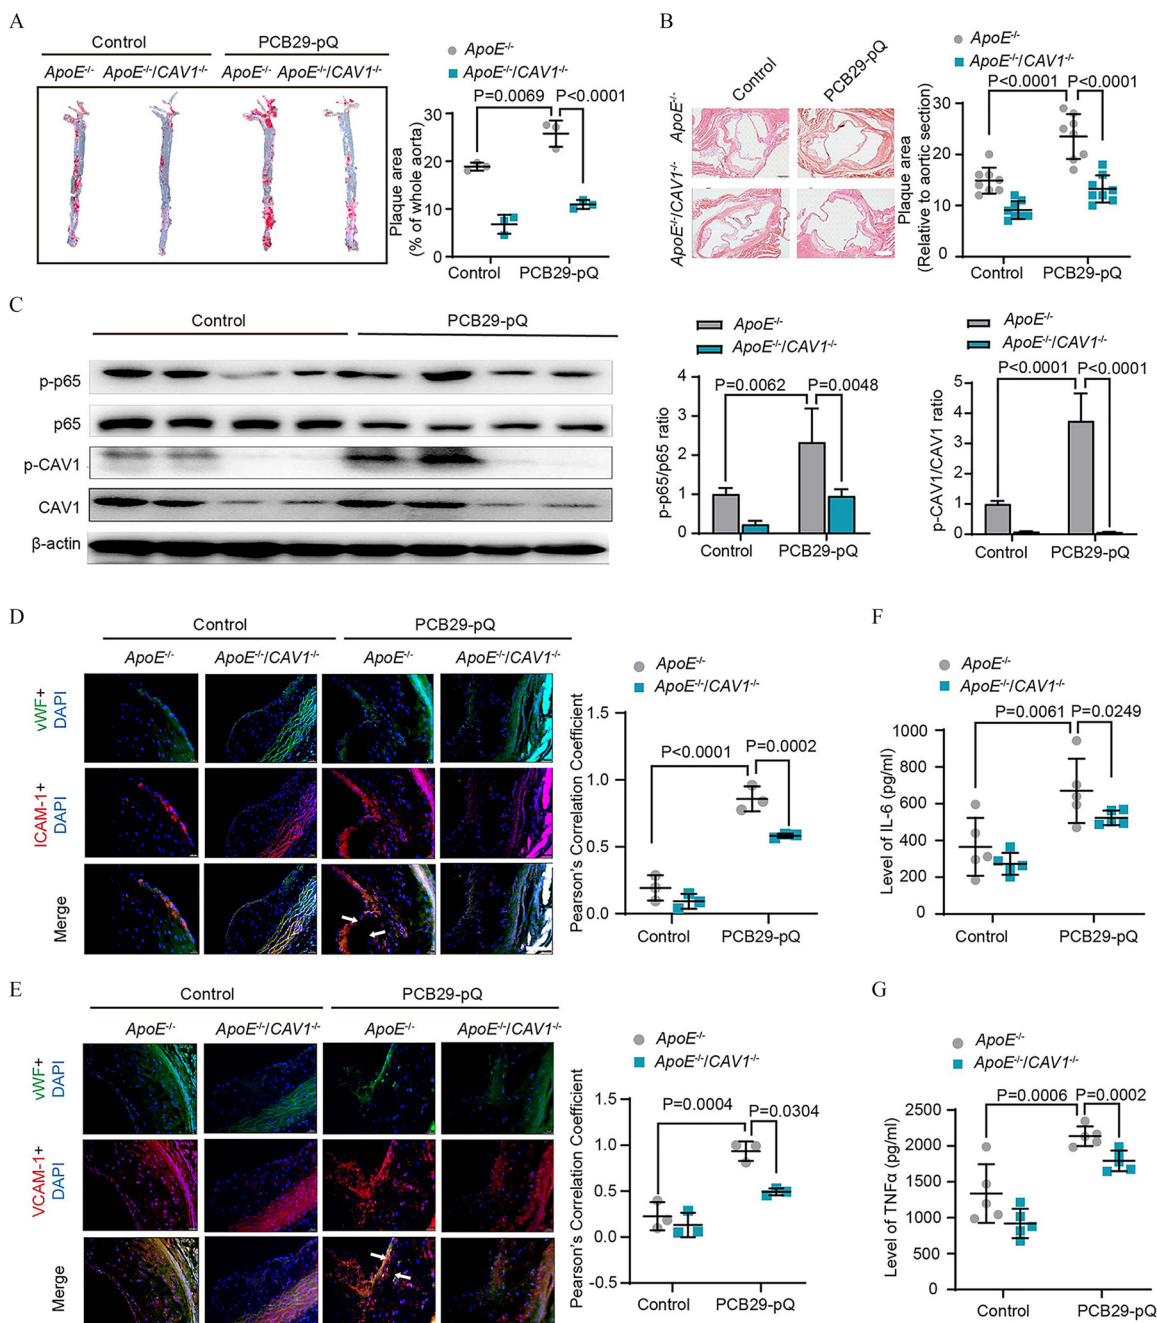 A
Control PCB29-pQ
ApoE-/- ApoE-/-/CAV1-/- ApoE-/- ApoE-/-/CAV1-/-
ApoE-/-
ApoE-/-/CAV1-/-
P=0.0069 P<0.0001
Plaque area
(% of whole aorta)
30
20
10
0
Control PCB29-pQ
B
Control PCB29-pQ
ApoE-/-
ApoE-/-/CAV1-/-
ApoE-/-
ApoE-/-/CAV1-/-
P<0.0001 P<0.0001
Plaque area
(Relative to aortic section)
30
20
10
0
Control PCB29-pQ
C
Control PCB29-pQ
p-p65
p65
p-CAV1
CAV1
β-actin
ApoE-/-
ApoE-/-/CAV1-/-
P=0.0062 P=0.0048
p-p65/p65 ratio
4
3
2
1
0
Control PCB29-pQ
ApoE-/-
ApoE-/-/CAV1-/-
P<0.0001 P<0.0001
p-CAV1/CAV1 ratio
5
4
3
2
1
0
Control PCB29-pQ
D
Control PCB29-pQ
ApoE-/- ApoE-/-/CAV1-/- ApoE-/- ApoE-/-/CAV1-/-
vWF+
DAPI
ICAM-1+
DAPI
Merge
ApoE-/-
ApoE-/-/CAV1-/-
P<0.0001 P=0.0002
Pearson's Correlation Coefficient
1.5
1.0
0.5
0.0
Control PCB29-pQ
F
ApoE-/-
ApoE-/-/CAV1-/-
P=0.0061 P=0.0249
Level of IL-6 (pg/ml)
1000
800
600
400
200
0
Control PCB29-pQ
E
Control PCB29-pQ
ApoE-/- ApoE-/-/CAV1-/- ApoE-/- ApoE-/-/CAV1-/-
vWF+
DAPI
VCAM-1+
DAPI
Merge
ApoE-/-
ApoE-/-/CAV1-/-
P=0.0004 P=0.0304
Pearson's Correlation Coefficient
1.5
1.0
0.5
0.0
-0.5
Control PCB29-pQ
G
ApoE-/-
ApoE-/-/CAV1-/-
P=0.0006 P=0.0002
Level of TNFα (pg/ml)
2500
2000
1500
1000
500
0
Control PCB29-pQ